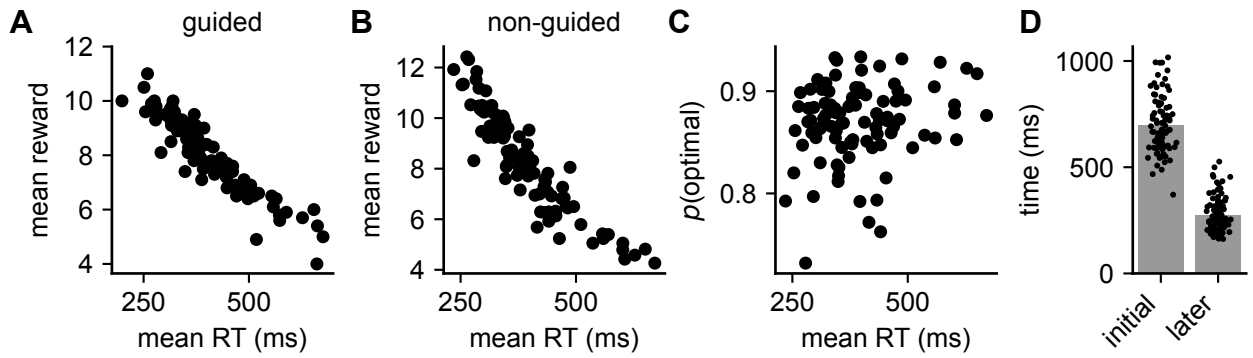 A
guided
mean reward
12
10
8
6
4
250
500
mean RT (ms)
B
non-guided
mean reward
12
10
8
6
4
250
500
mean RT (ms)
C
p(optimal)
0.9
0.8
250
500
mean RT (ms)
D
time (ms)
1000
500
0
initial
later